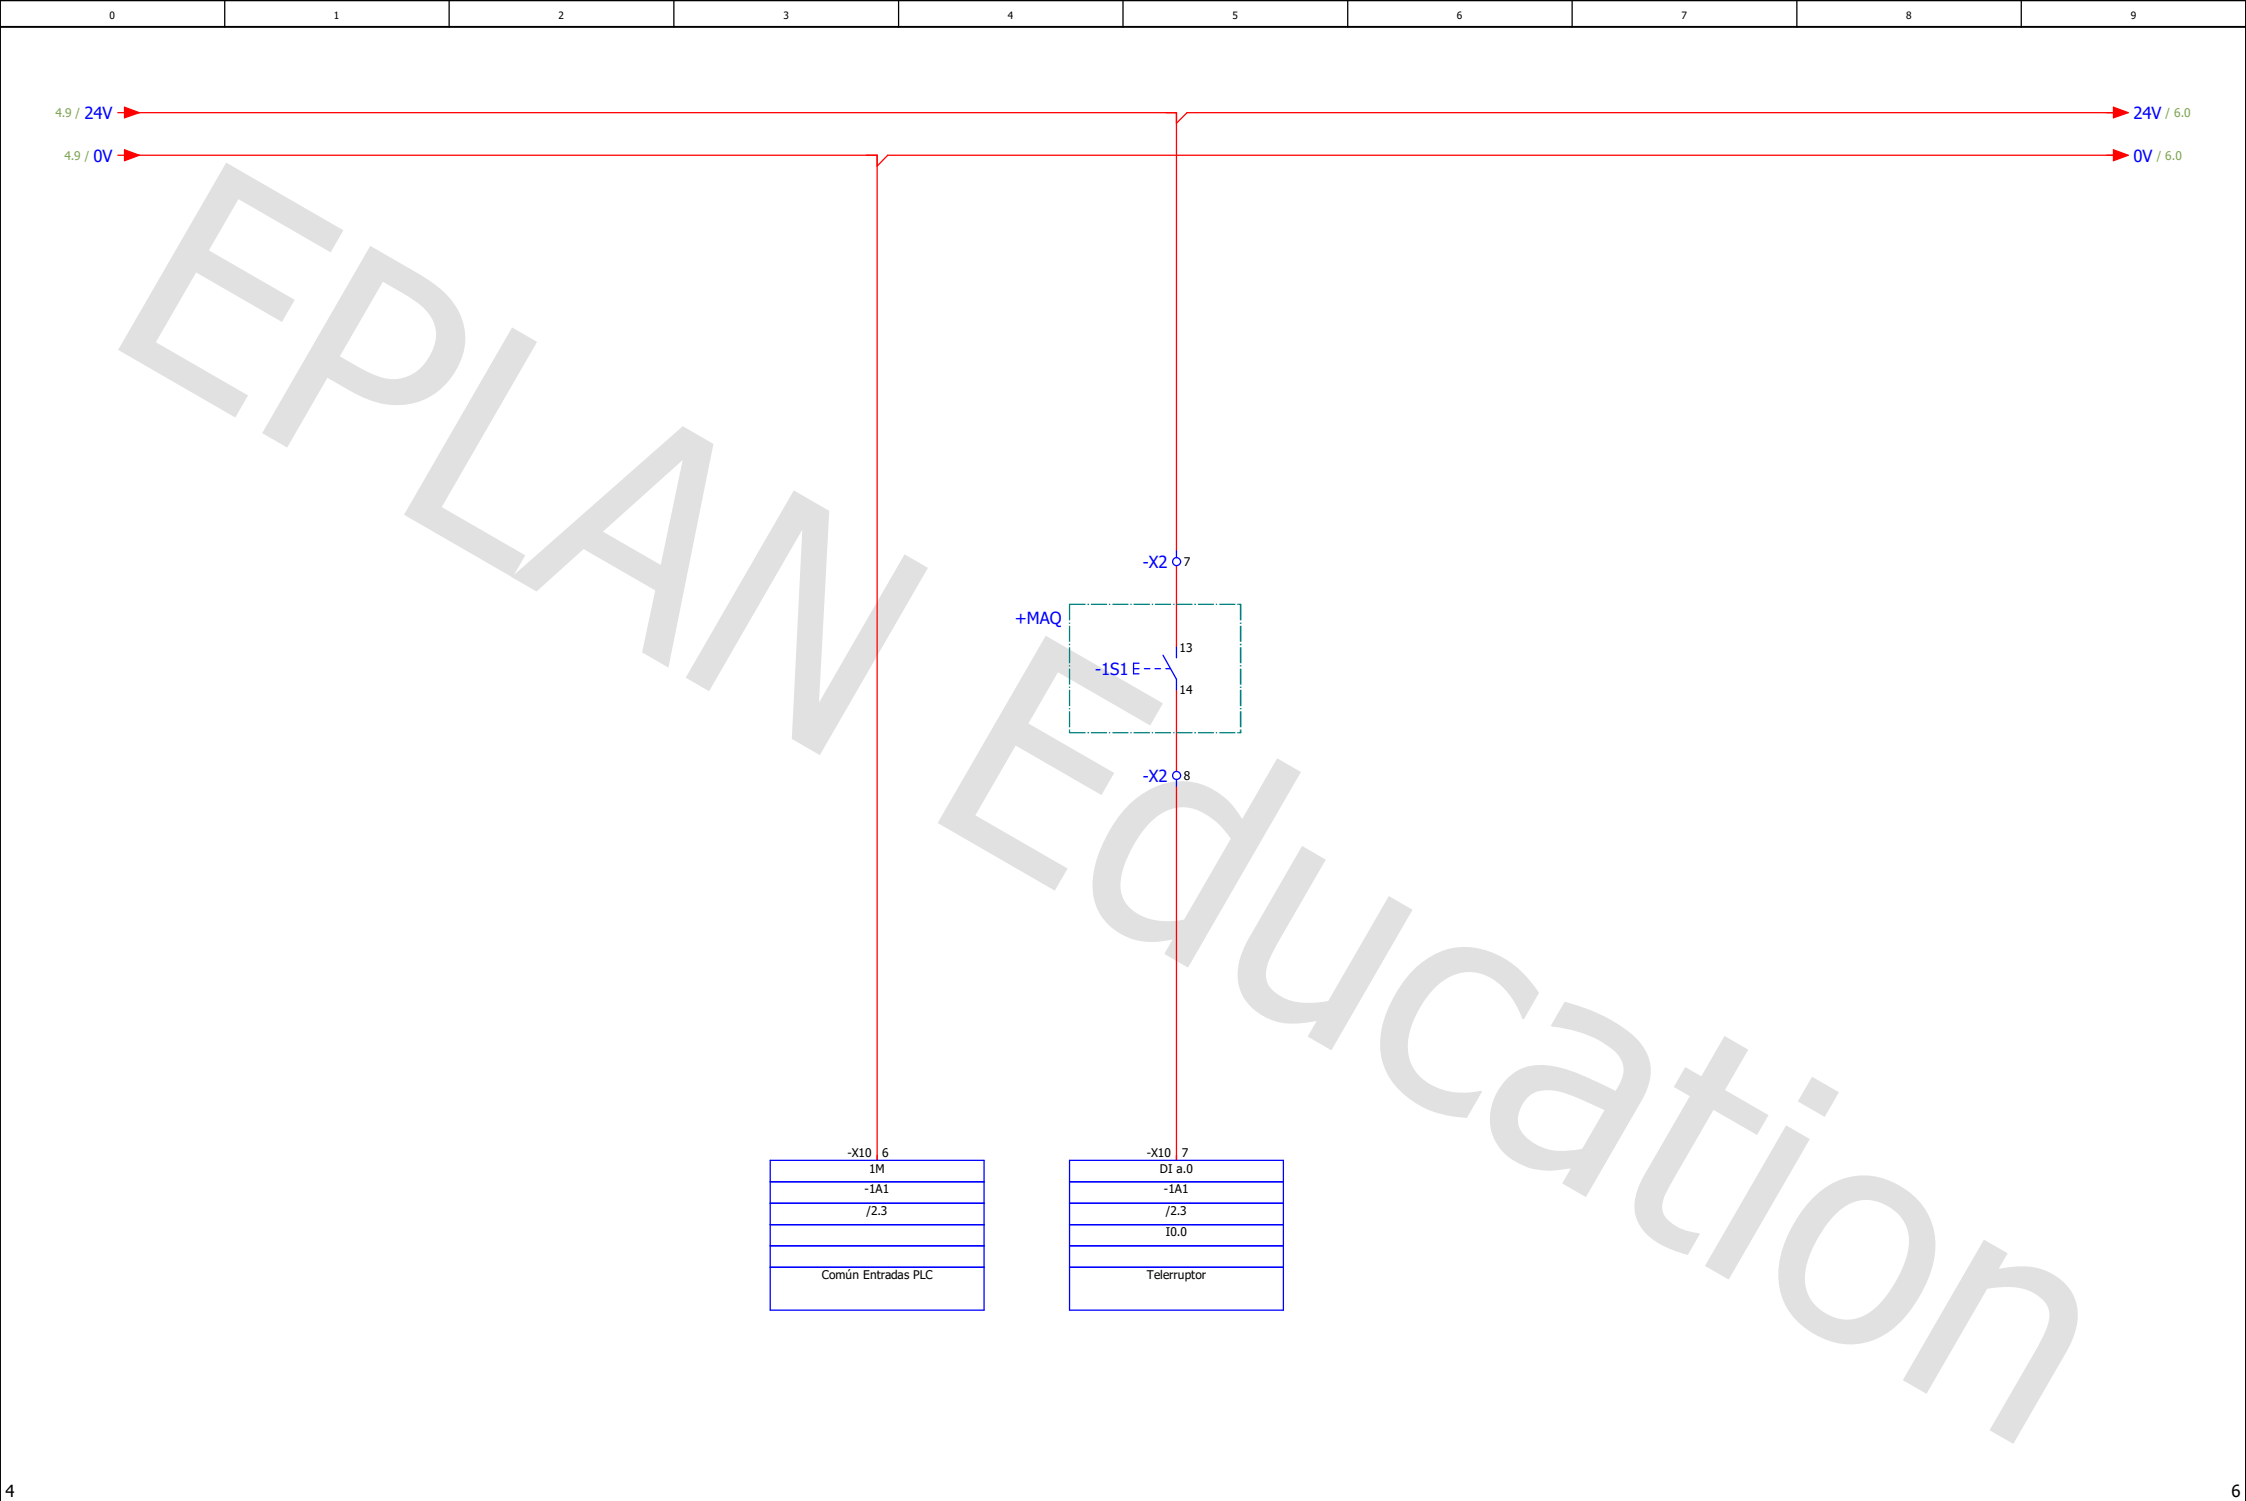 0 1 2 3 4 5 6 7 8 9
4.9 / 24V 24V / 6.0
4.9 / 0V 0V / 6.0
EPLAN Education
-X2 7
+MAQ
13
-1S1 E
14
-X2 8
-X10 6 -X10 7
1M DI a.0
-1A1 -1A1
/2.3 /2.3
I0.0
Común Entradas PLC Telerruptor
4 6